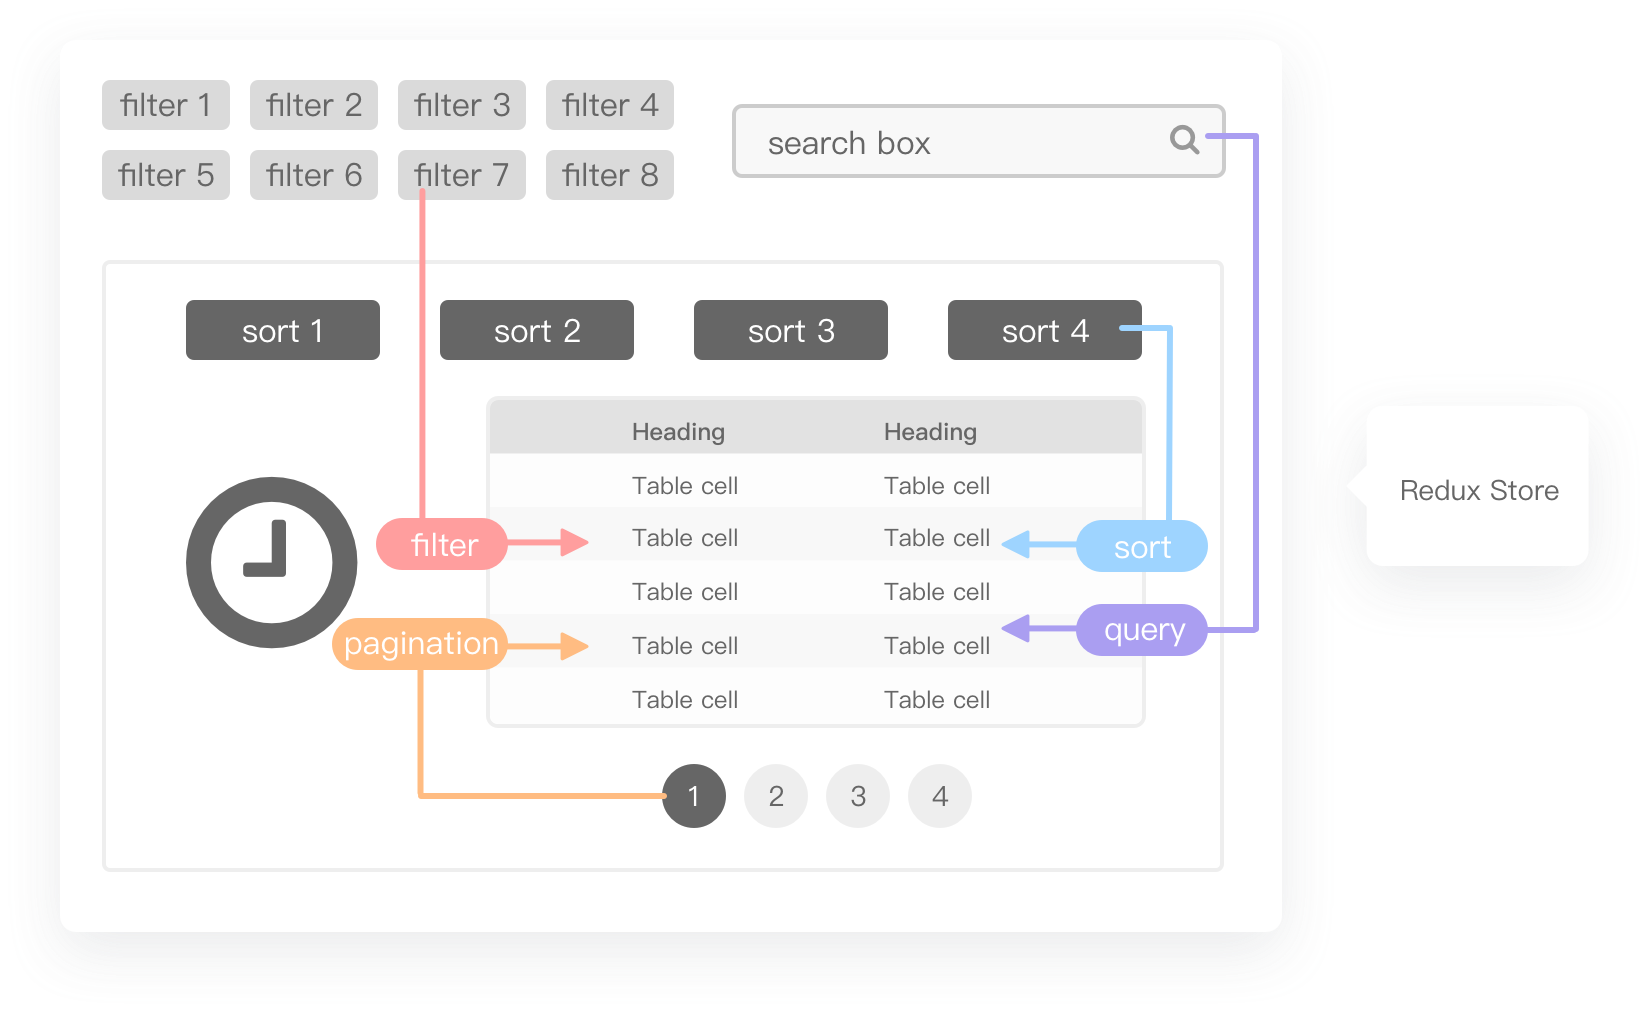 filter 1
filter 2
filter 3
filter 4
filter 5
filter 6
filter 7
filter 8
search box
sort 1
sort 2
sort 3
sort 4
Heading
Heading
Table cell
Table cell
Table cell
Table cell
Table cell
Table cell
Table cell
Table cell
Table cell
Table cell
filter
sort
pagination
query
1
2
3
4
Redux Store